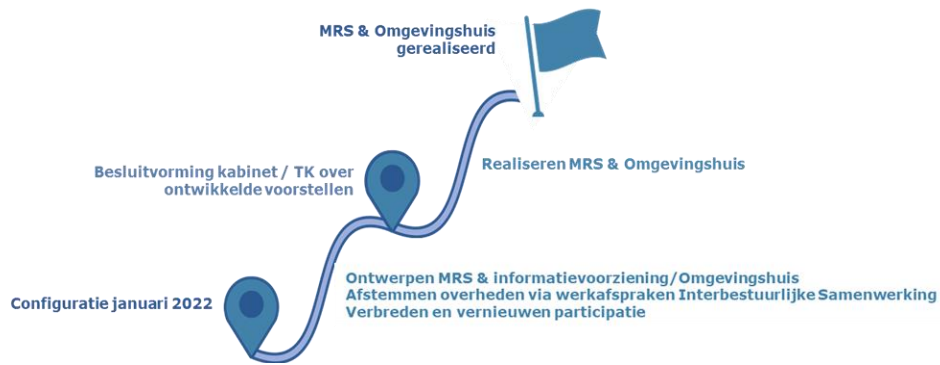 MRS & Omgevingshuis
gerealiseerd
Besluitvorming kabinet / TK over
ontwikkelde voorstellen
Realiseren MRS & Omgevingshuis
Configuratie januari 2022
Ontwerpen MRS & informatievoorziening/Omgevingshuis
Afstemmen overheden via werkafspraken Interbestuurlijke Samenwerking
Verbreden en vernieuwen participatie